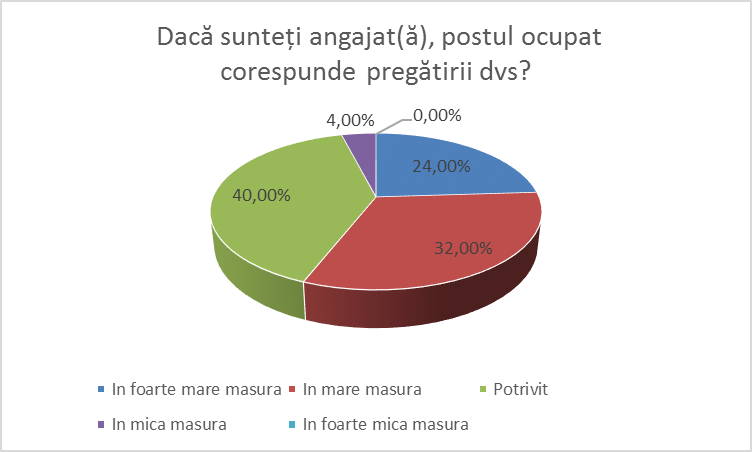 Dacă sunteți angajat(ă), postul ocupat
corespunde pregătirii dvs?
4,00%
0,00%
24,00%
40,00%
32,00%
In foarte mare masura
In mare masura
Potrivit
In mica masura
In foarte mica masura